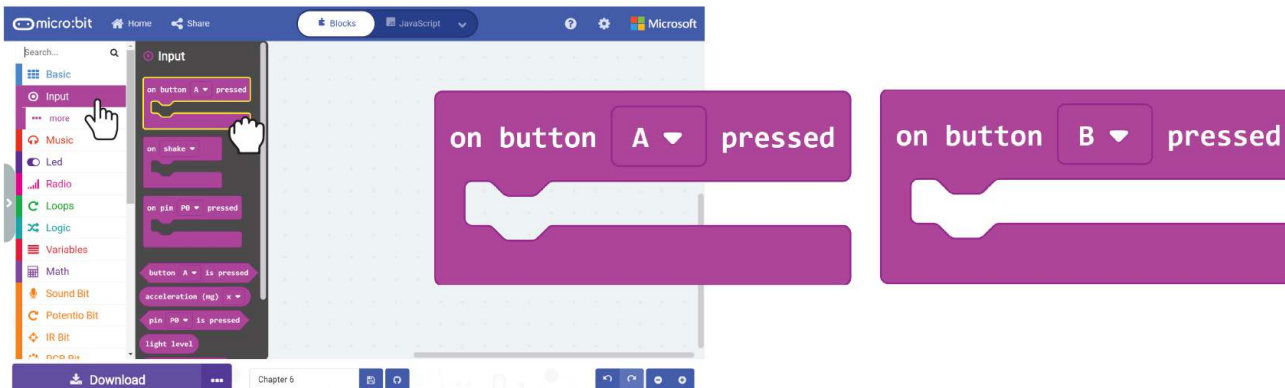 micro:bit Home Share Blocks JavaScript Microsoft
Search...
Basic
Input
more
Music
Led
Radio
Loops
Logic
Variables
Math
Sound Bit
Potentio Bit
IR Bit
Input
on button A pressed
on shake
on pin P0 pressed
button A is pressed
acceleration (mg) x
pin P0 is pressed
light level
Download ... Chapter 6
on button A pressed
on button B pressed